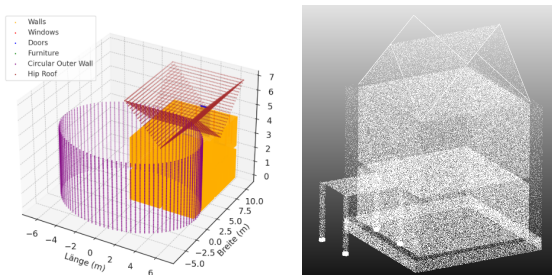 Walls
Windows
Doors
Furniture
Circular Outer Wall
Hip Roof
7
6
5
4
3
2
1
0
10.0
7.5
5.0
2.5
0.0
-2.5
-5.0
Breite (m)
-6
-4
-2
0
2
4
6
Länge (m)